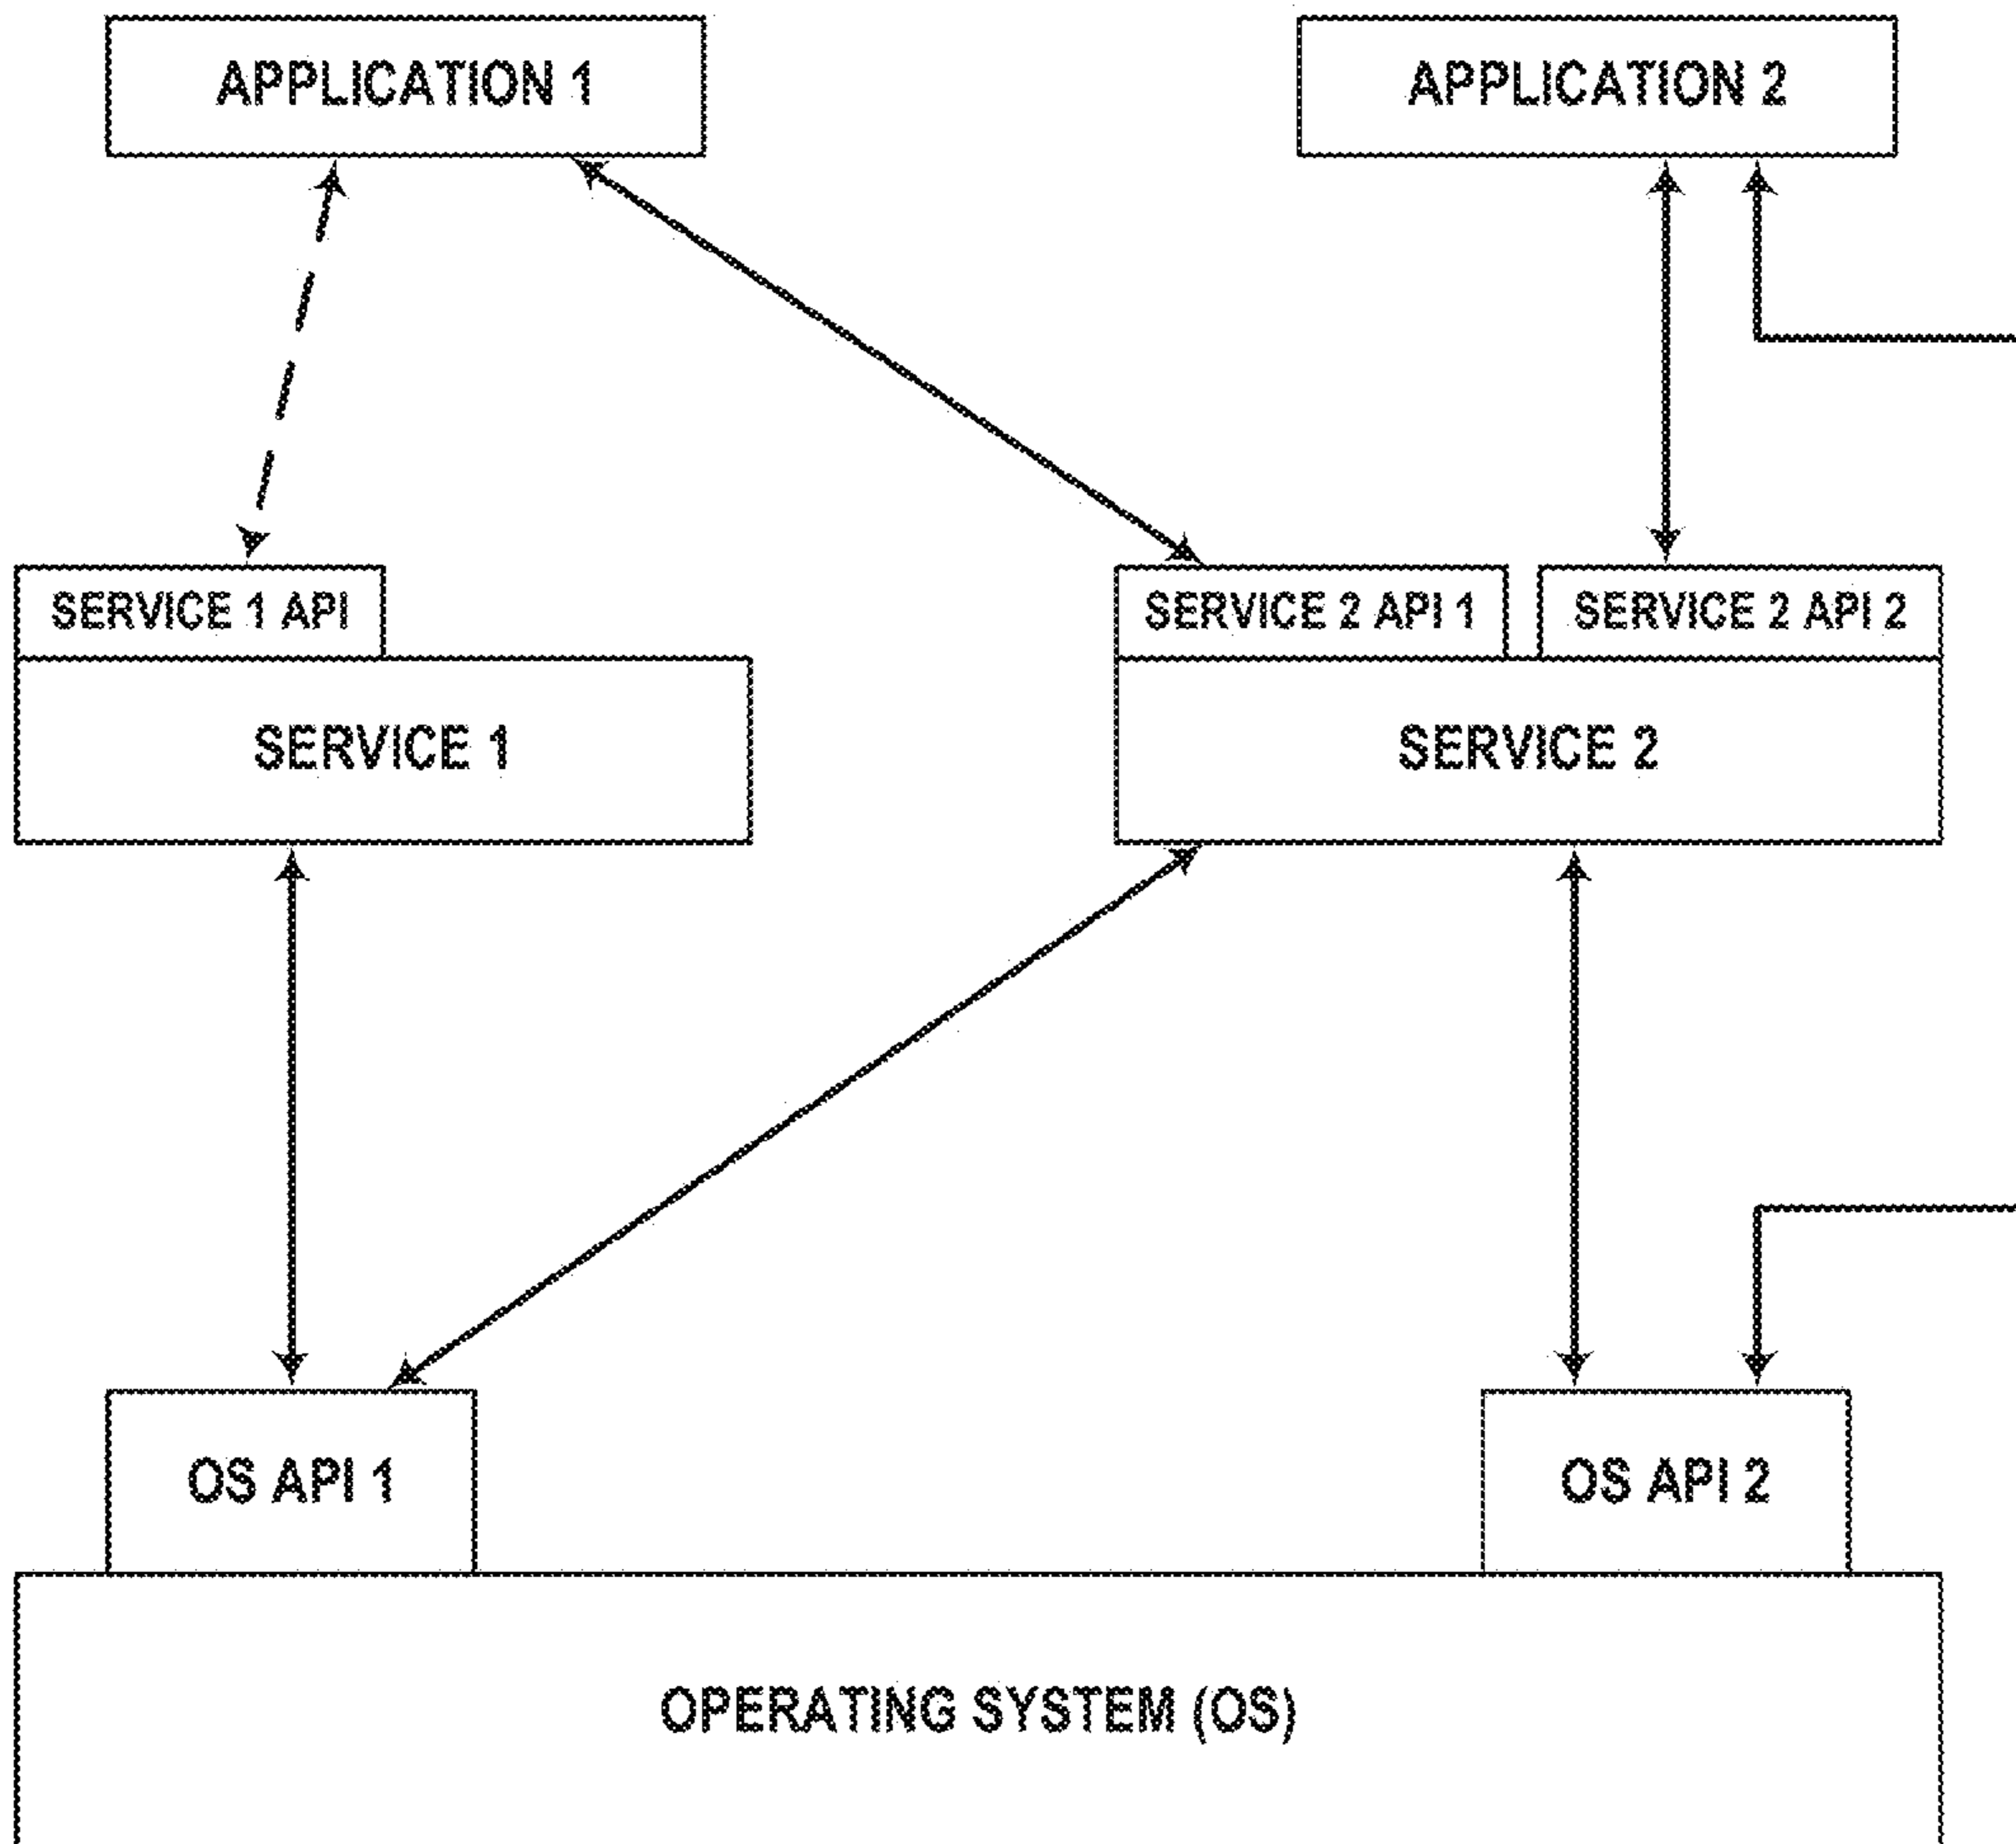 APPLICATION 1
APPLICATION 2
SERVICE 1 API
SERVICE 2 API 1
SERVICE 2 API 2
SERVICE 1
SERVICE 2
OS API 1
OS API 2
OPERATING SYSTEM (OS)